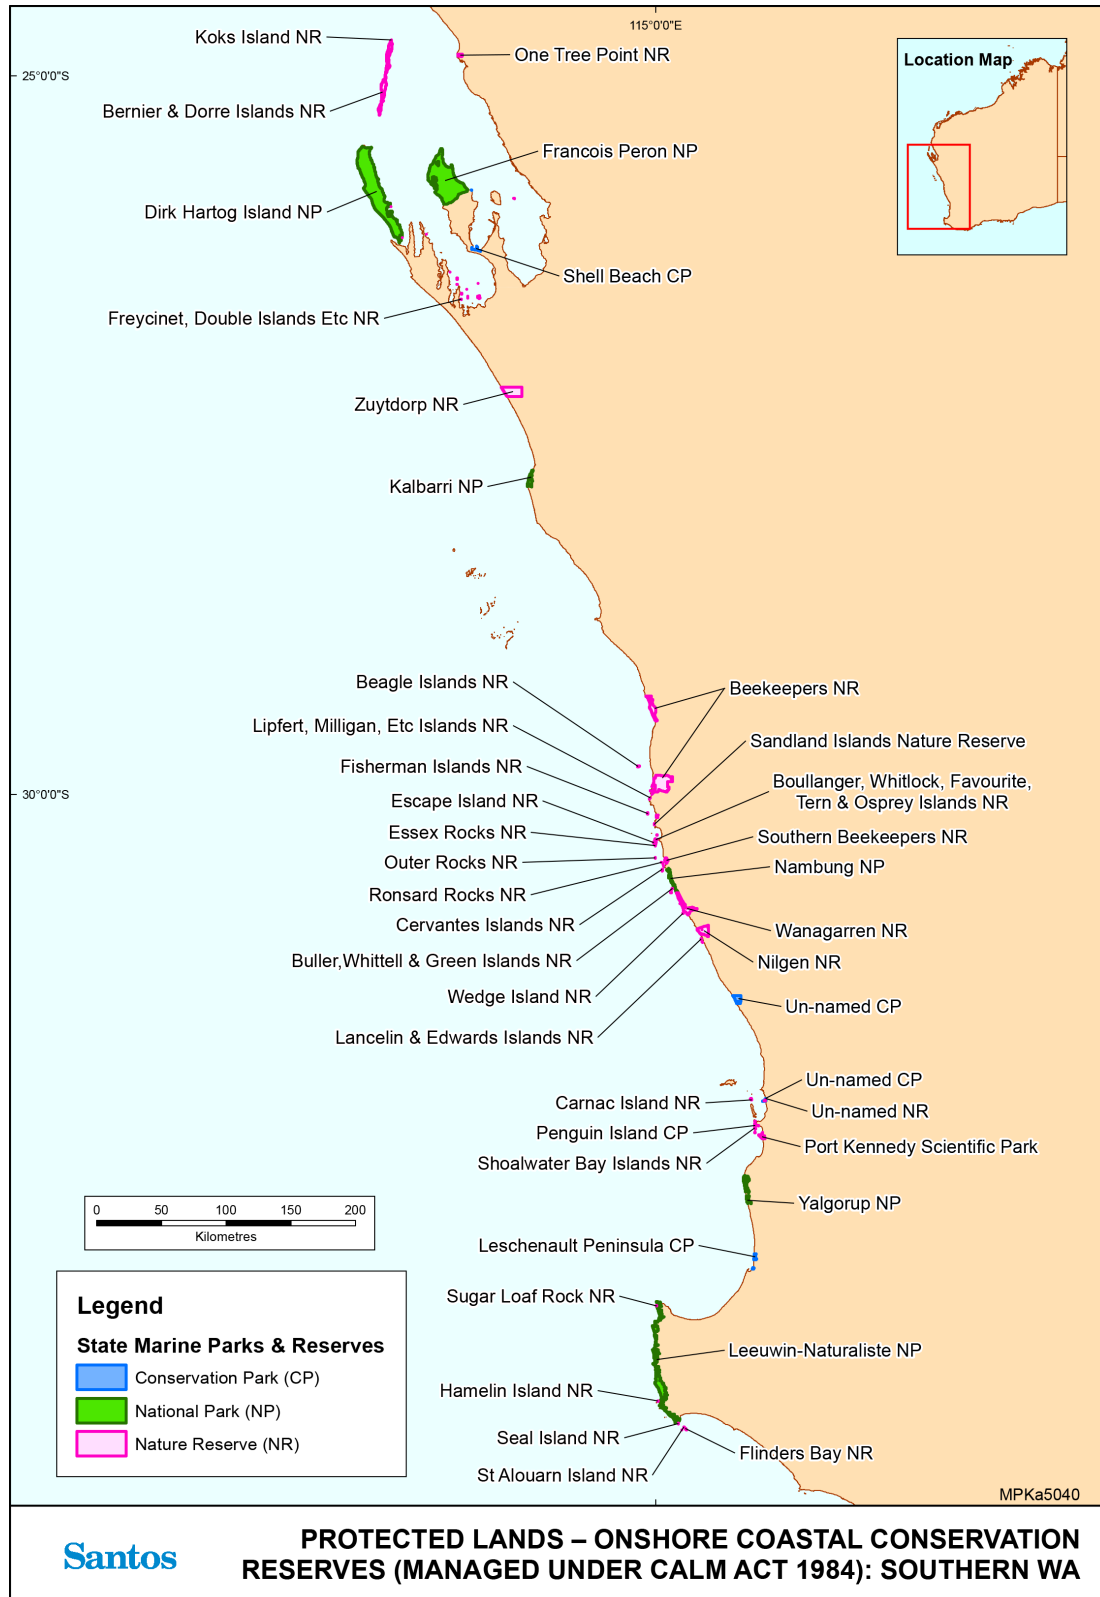 115°0'0"E
Koks Island NR
One Tree Point NR
Location Map
25°0'0"S
Bernier & Dorre Islands NR
Francois Peron NP
Dirk Hartog Island NP
Shell Beach CP
Freycinet, Double Islands Etc NR
Zuytdorp NR
Kalbarri NP
Beagle Islands NR
Beekeepers NR
Lipfert, Milligan, Etc Islands NR
Sandland Islands Nature Reserve
Fisherman Islands NR
Boullanger, Whitlock, Favourite,
Tern & Osprey Islands NR
30°0'0"S
Escape Island NR
Essex Rocks NR
Southern Beekeepers NR
Outer Rocks NR
Nambung NP
Ronsard Rocks NR
Cervantes Islands NR
Wanagarren NR
Buller,Whittell & Green Islands NR
Nilgen NR
Wedge Island NR
Un-named CP
Lancelin & Edwards Islands NR
Un-named CP
Carnac Island NR
Un-named NR
Penguin Island CP
Port Kennedy Scientific Park
Shoalwater Bay Islands NR
Yalgorup NP
0 50 100 150 200
Kilometres
Leschenault Peninsula CP
Sugar Loaf Rock NR
Leeuwin-Naturaliste NP
Hamelin Island NR
Seal Island NR
Flinders Bay NR
St Alouarn Island NR
Legend
State Marine Parks & Reserves
Conservation Park (CP)
National Park (NP)
Nature Reserve (NR)
MPKa5040
Santos
PROTECTED LANDS – ONSHORE COASTAL CONSERVATION
RESERVES (MANAGED UNDER CALM ACT 1984): SOUTHERN WA